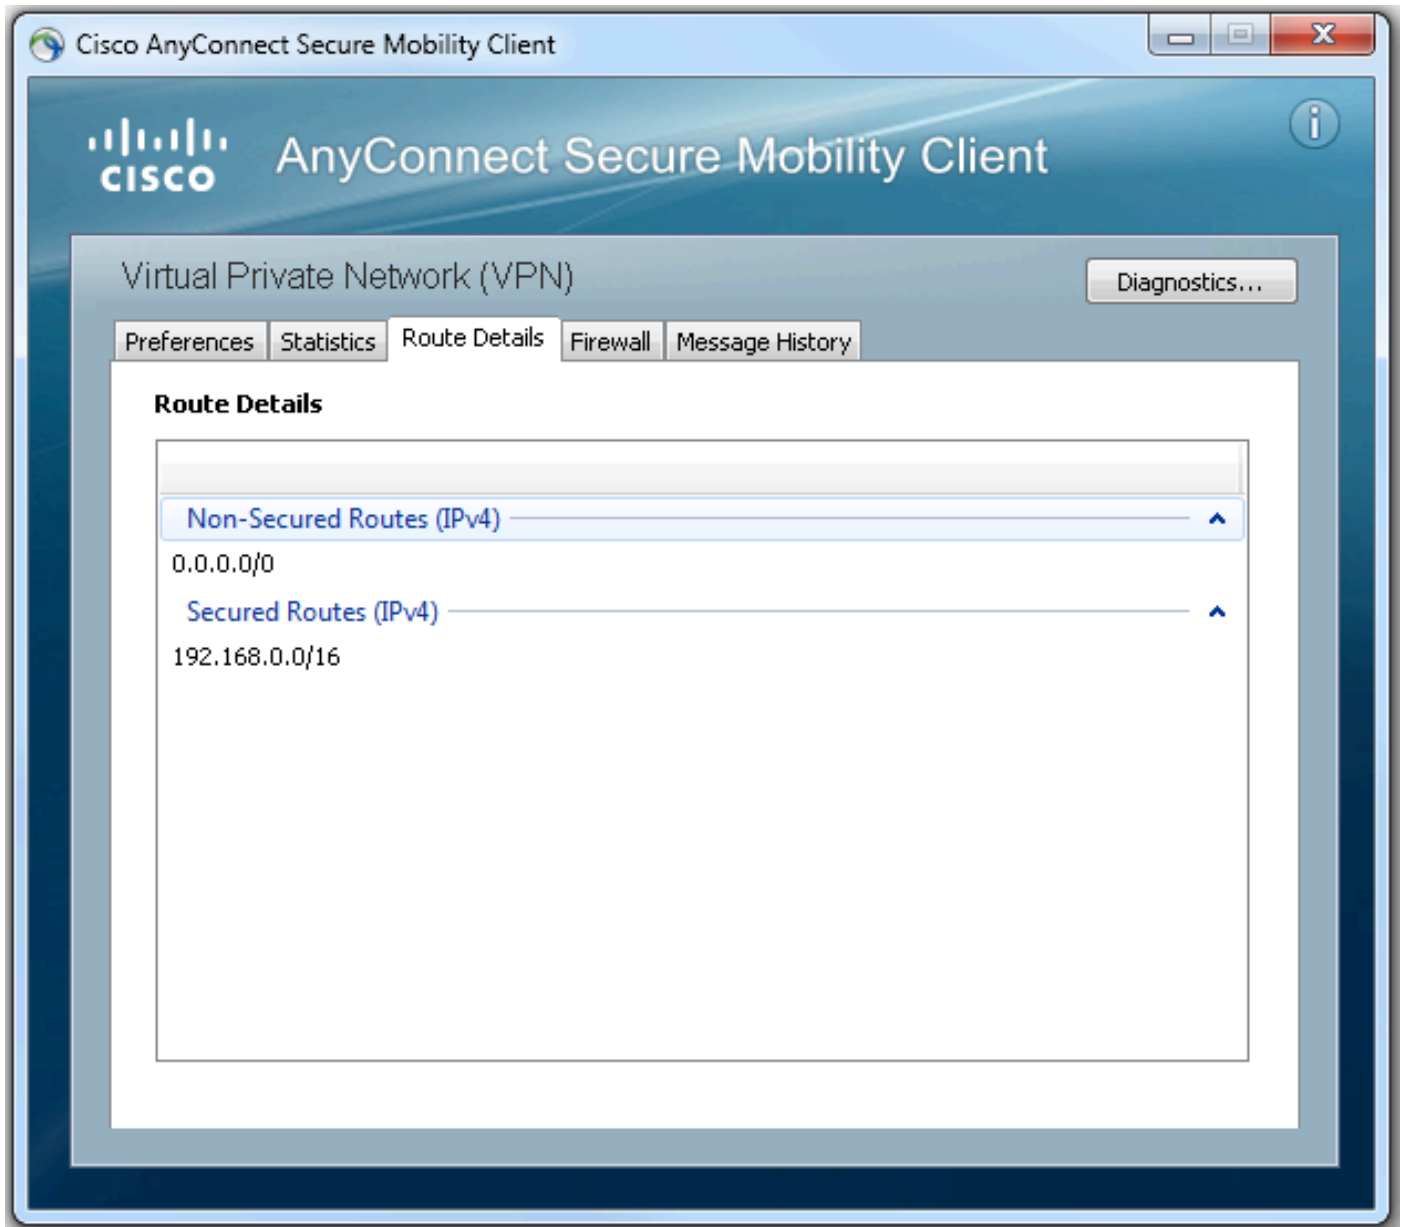 Cisco AnyConnect Secure Mobility Client
CISCO AnyConnect Secure Mobility Client
Virtual Private Network (VPN)
Diagnostics...
Preferences Statistics Route Details Firewall Message History
Route Details
Non-Secured Routes (IPv4)
0.0.0.0/0
Secured Routes (IPv4)
192.168.0.0/16